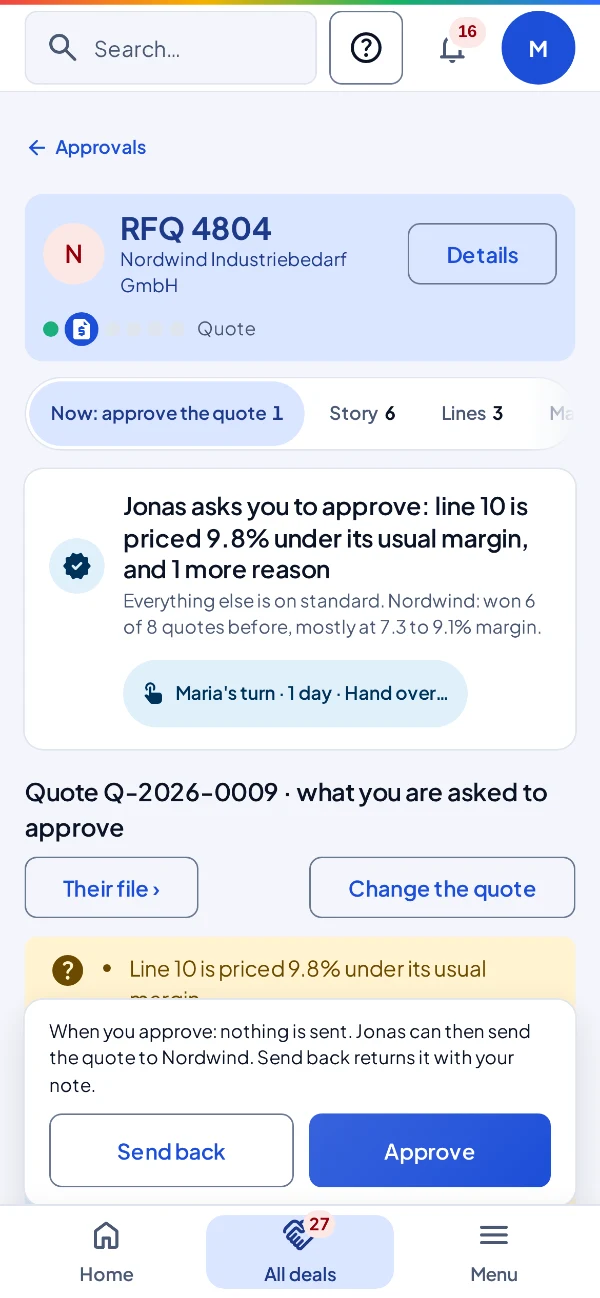 Search...
16
M
← Approvals
N
RFQ 4804
Nordwind Industriebedarf
GmbH
Details
Quote
Now: approve the quote 1
Story 6
Lines 3
Ma
Jonas asks you to approve: line 10 is
priced 9.8% under its usual margin,
and 1 more reason
Everything else is on standard. Nordwind: won 6
of 8 quotes before, mostly at 7.3 to 9.1% margin.
Maria's turn · 1 day · Hand over...
Quote Q-2026-0009 · what you are asked to
approve
Their file ›
Change the quote
• Line 10 is priced 9.8% under its usual
margin
When you approve: nothing is sent. Jonas can then send
the quote to Nordwind. Send back returns it with your
note.
Send back
Approve
27
Home
All deals
Menu